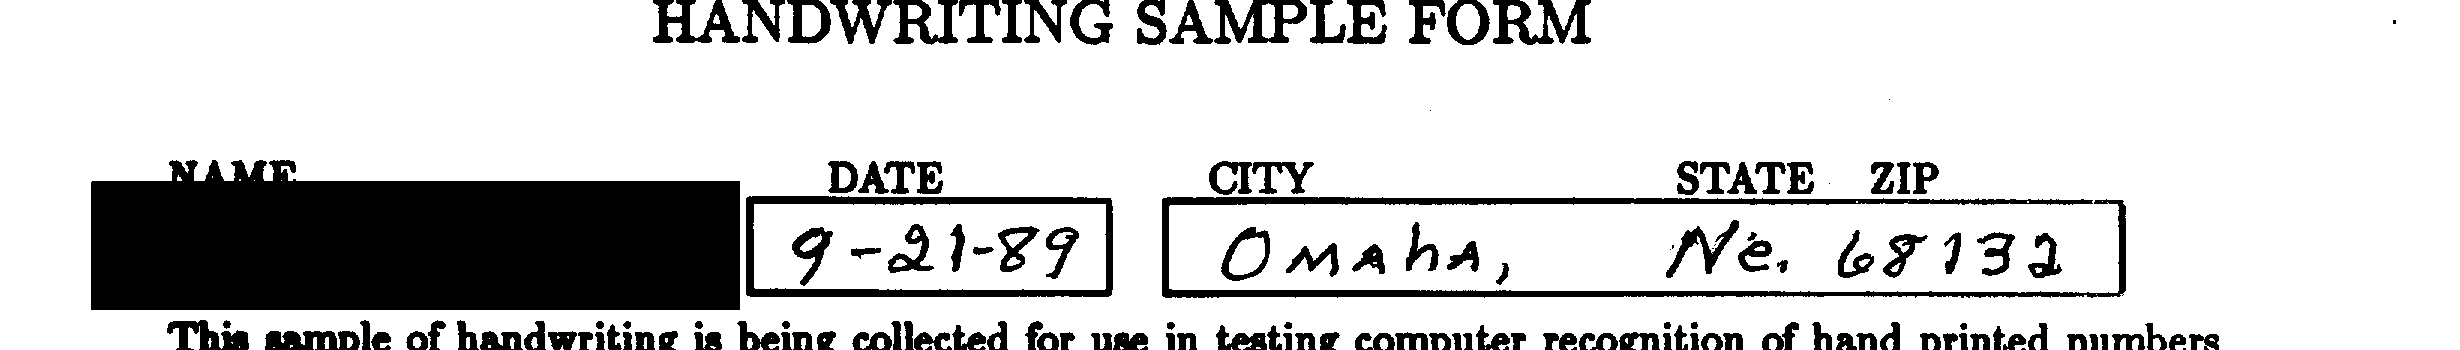 HANDWRITING SAMPLE FORM
NAME DATE CITY STATE ZIP
9-21-89 Omaha, Ne. 68132
This sample of handwriting is being collected for use in testing computer recognition of hand printed numbers